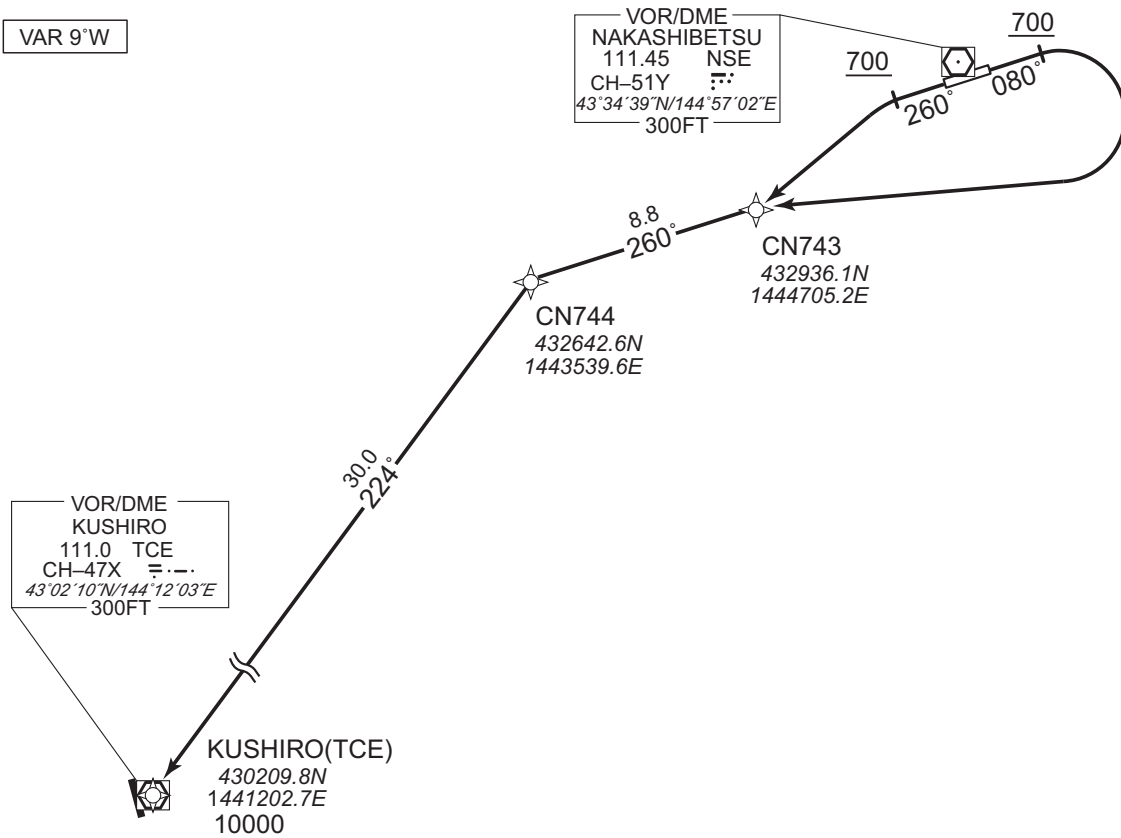 VAR 9°W
VOR/DME
NAKASHIBETSU
111.45 NSE
CH–51Y
43°34´39˝N/144°57´02˝E
300FT
700
700
260°
080°
8.8
260°
CN743
432936.1N
1444705.2E
CN744
432642.6N
1443539.6E
30.0
224°
VOR/DME
KUSHIRO
111.0 TCE
CH–47X
43°02´10˝N/144°12´03˝E
300FT
KUSHIRO(TCE)
430209.8N
1441202.7E
10000